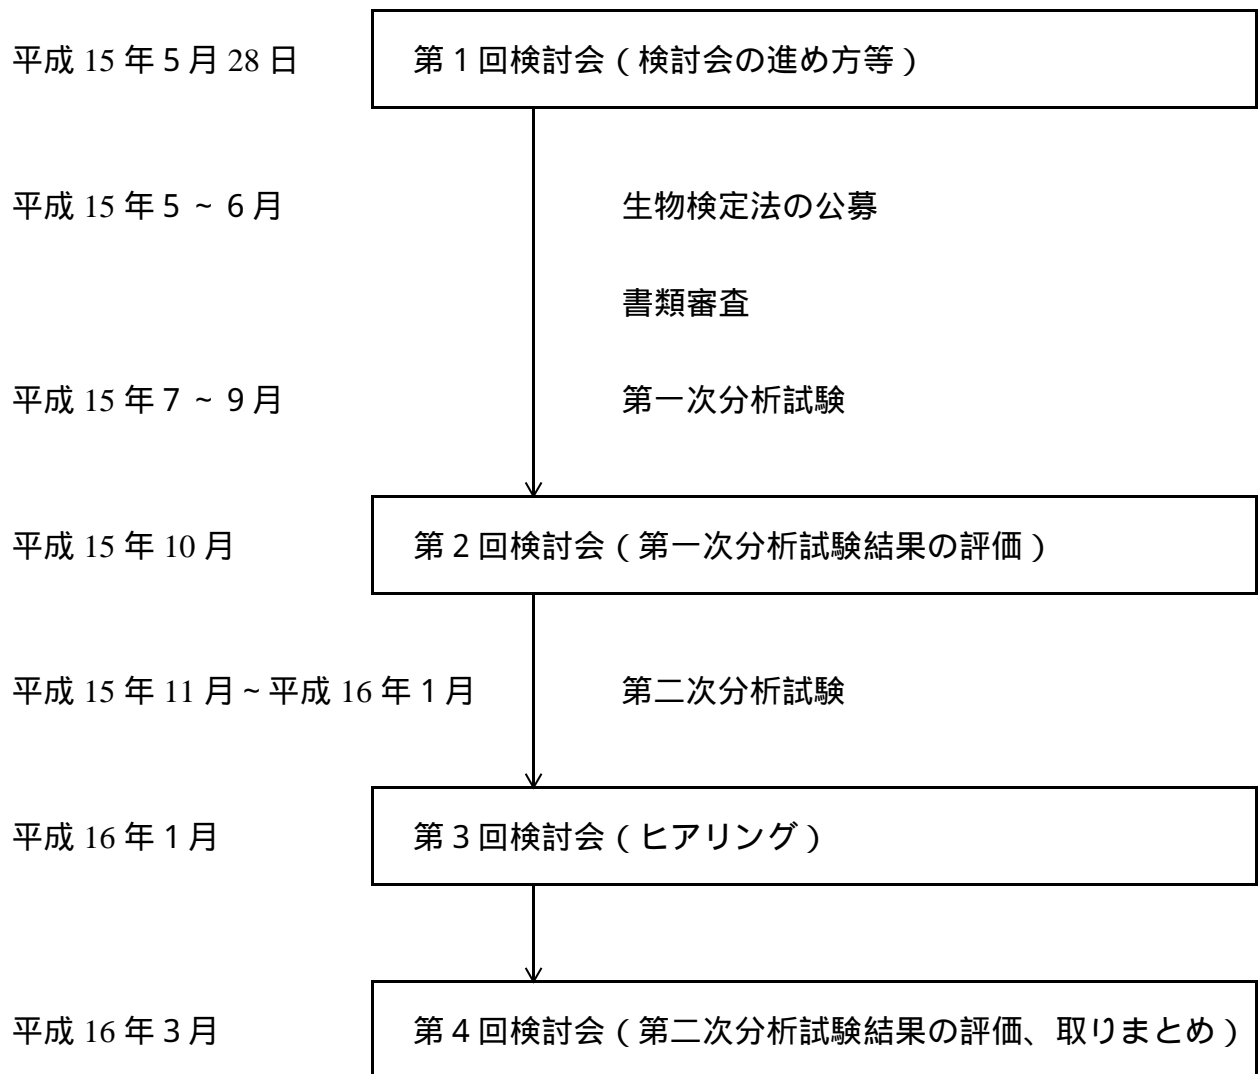 平成 15 年 5 月 28 日 第 1 回検討会 ( 検討会の進め方等 )
平成 15 年 5 ~ 6 月 生物検定法の公募
書類審査
平成 15 年 7 ~ 9 月 第一次分析試験
平成 15 年 10 月 第 2 回検討会 ( 第一次分析試験結果の評価 )
平成 15 年 11 月 ~ 平成 16 年 1 月 第二次分析試験
平成 16 年 1 月 第 3 回検討会 ( ヒアリング )
平成 16 年 3 月 第 4 回検討会 ( 第二次分析試験結果の評価、取りまとめ )